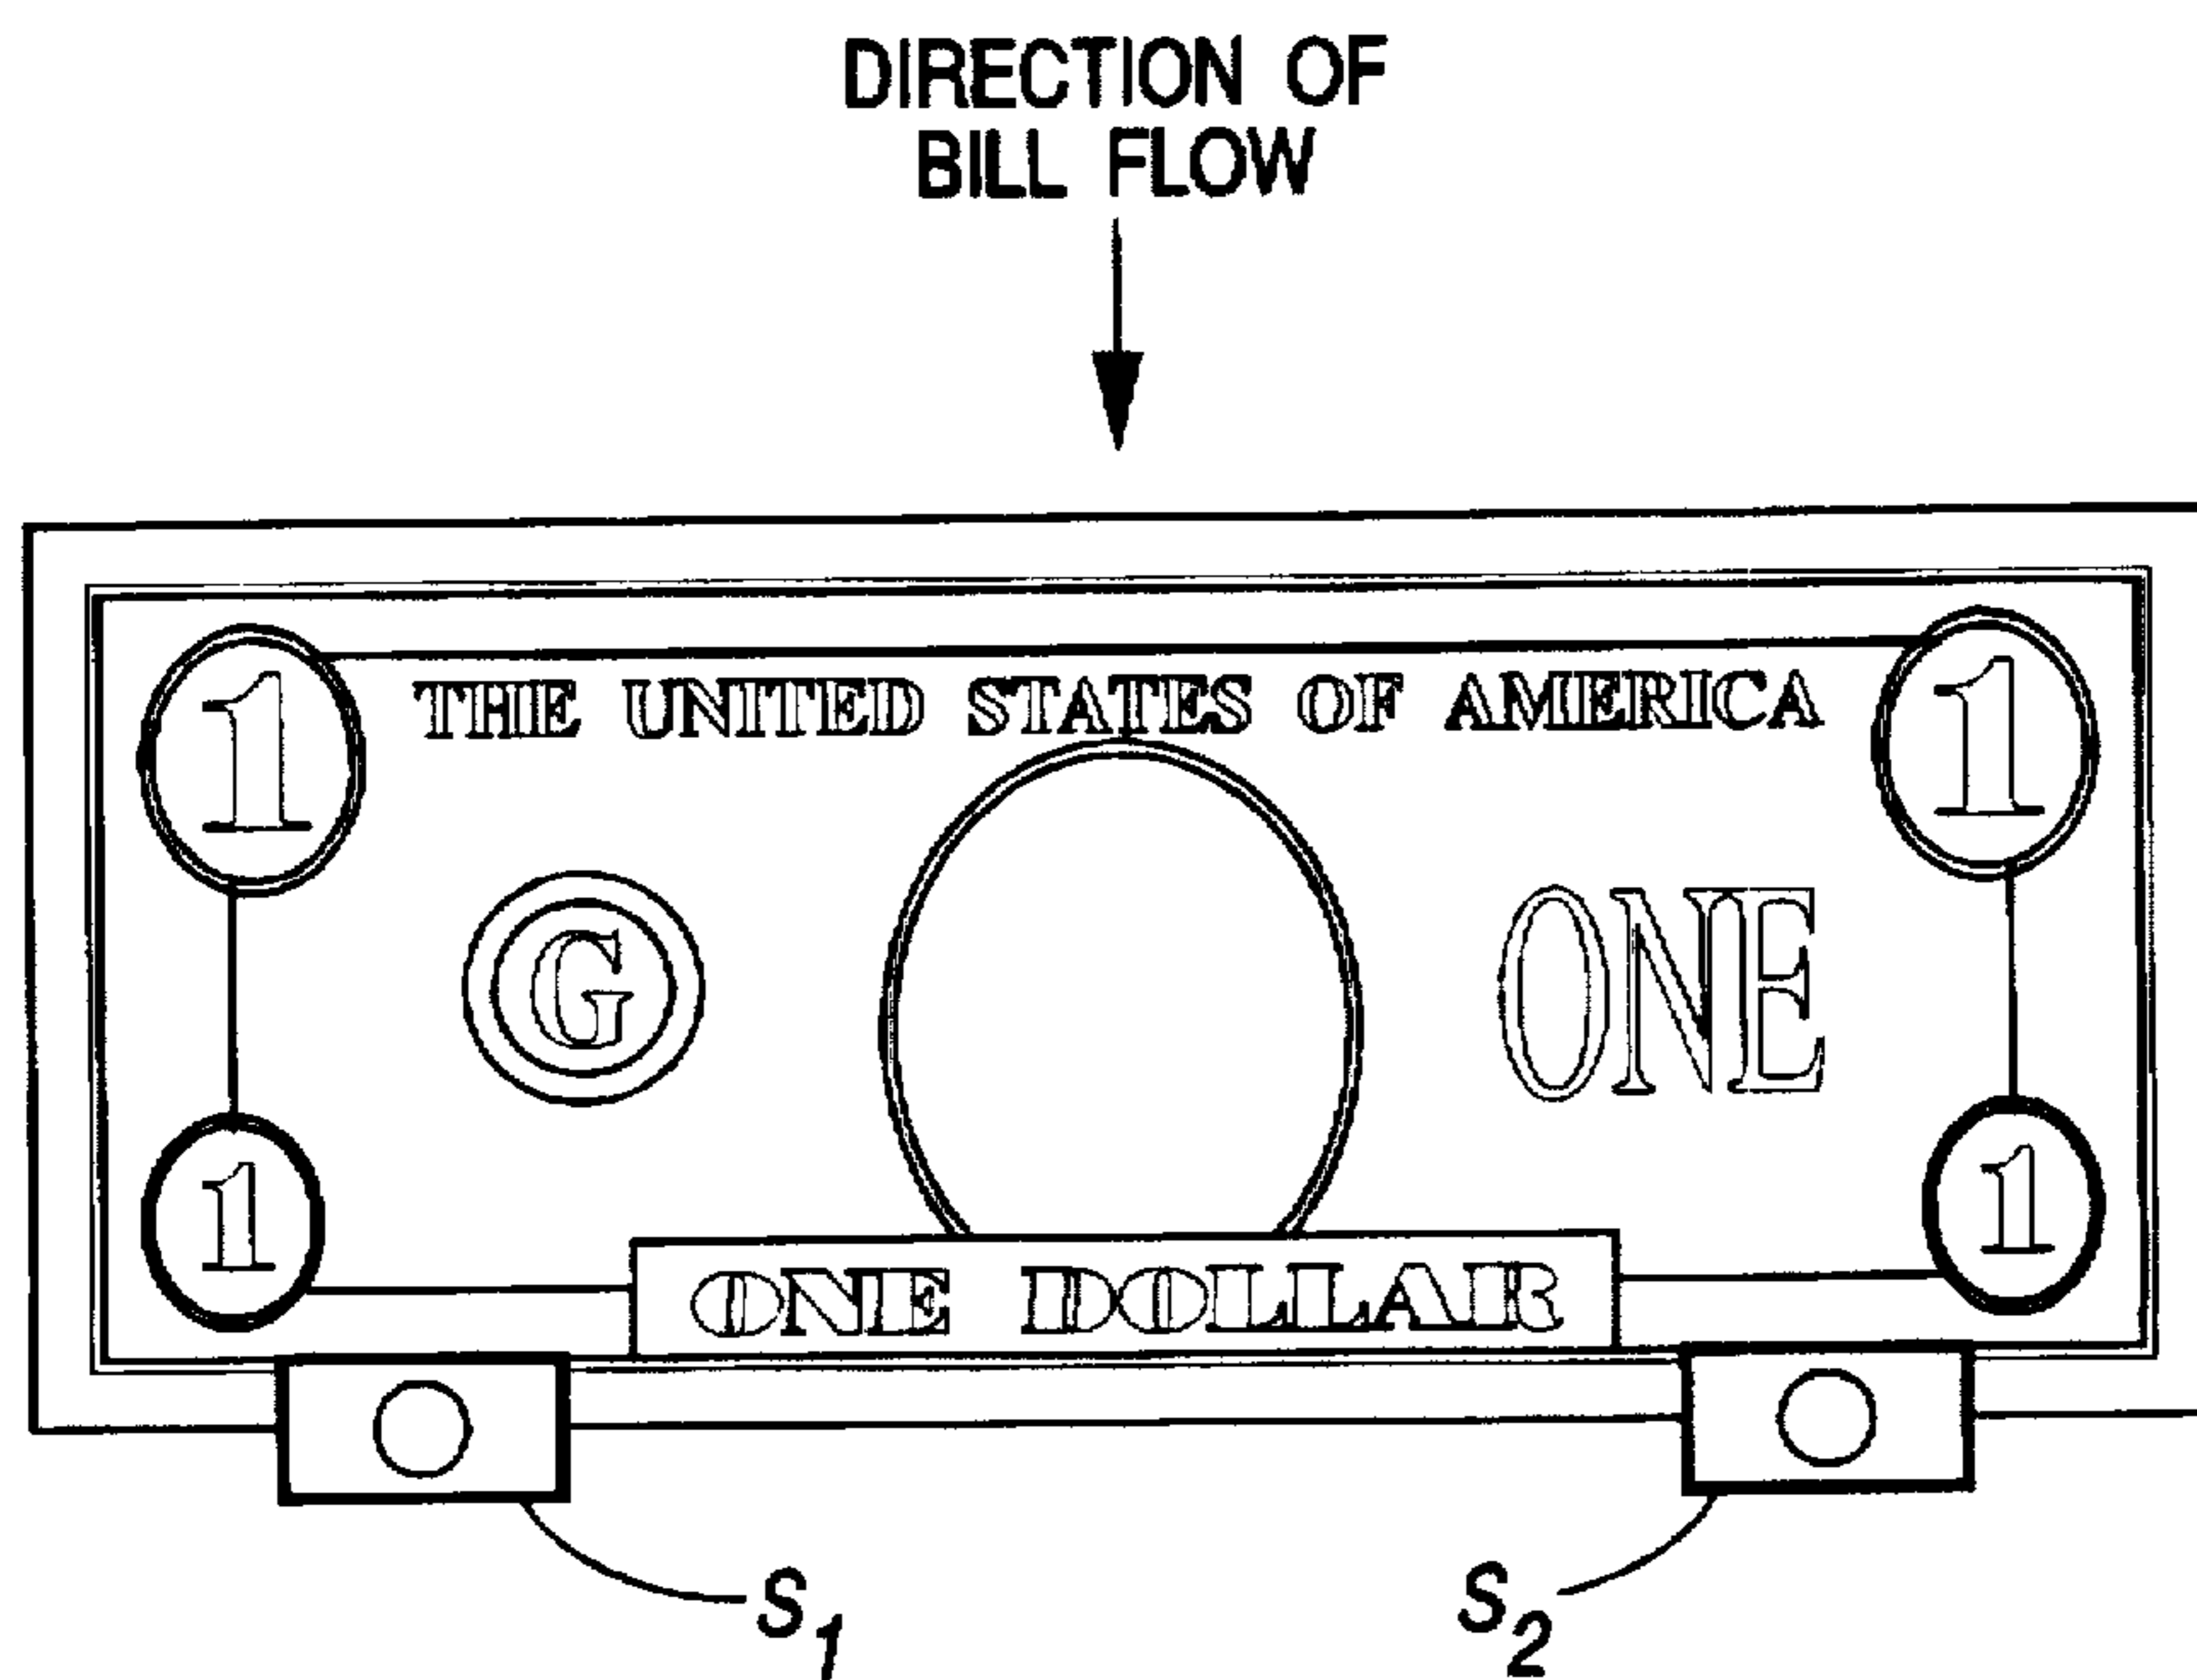 DIRECTION OF
BILL FLOW
1 1
THE UNITED STATES OF AMERICA
G ONE
1 1
ONE DOLLAR
S1 S2